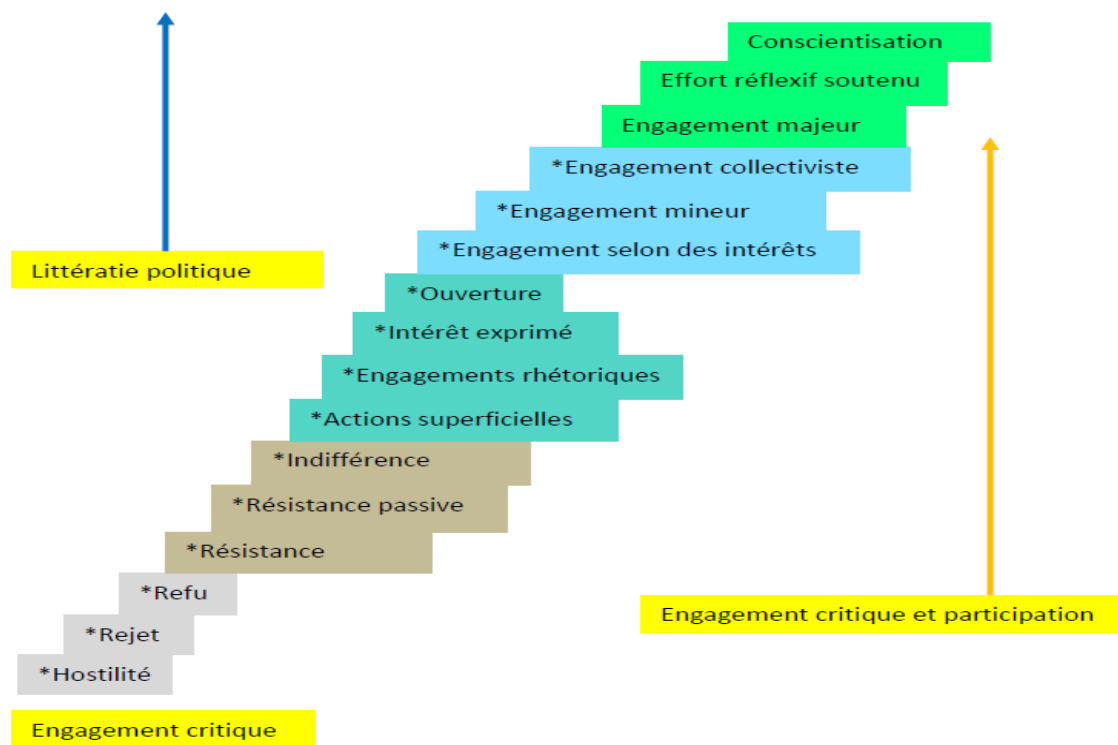 Conscientisation
Effort réflexif soutenu
Engagement majeur
*Engagement collectiviste
*Engagement mineur
*Engagement selon des intérêts
Littératie politique
*Ouverture
*Intérêt exprimé
*Engagements rhétoriques
*Actions superficielles
*Indifférence
*Résistance passive
*Résistance
*Refu
Engagement critique et participation
*Rejet
*Hostilité
Engagement critique